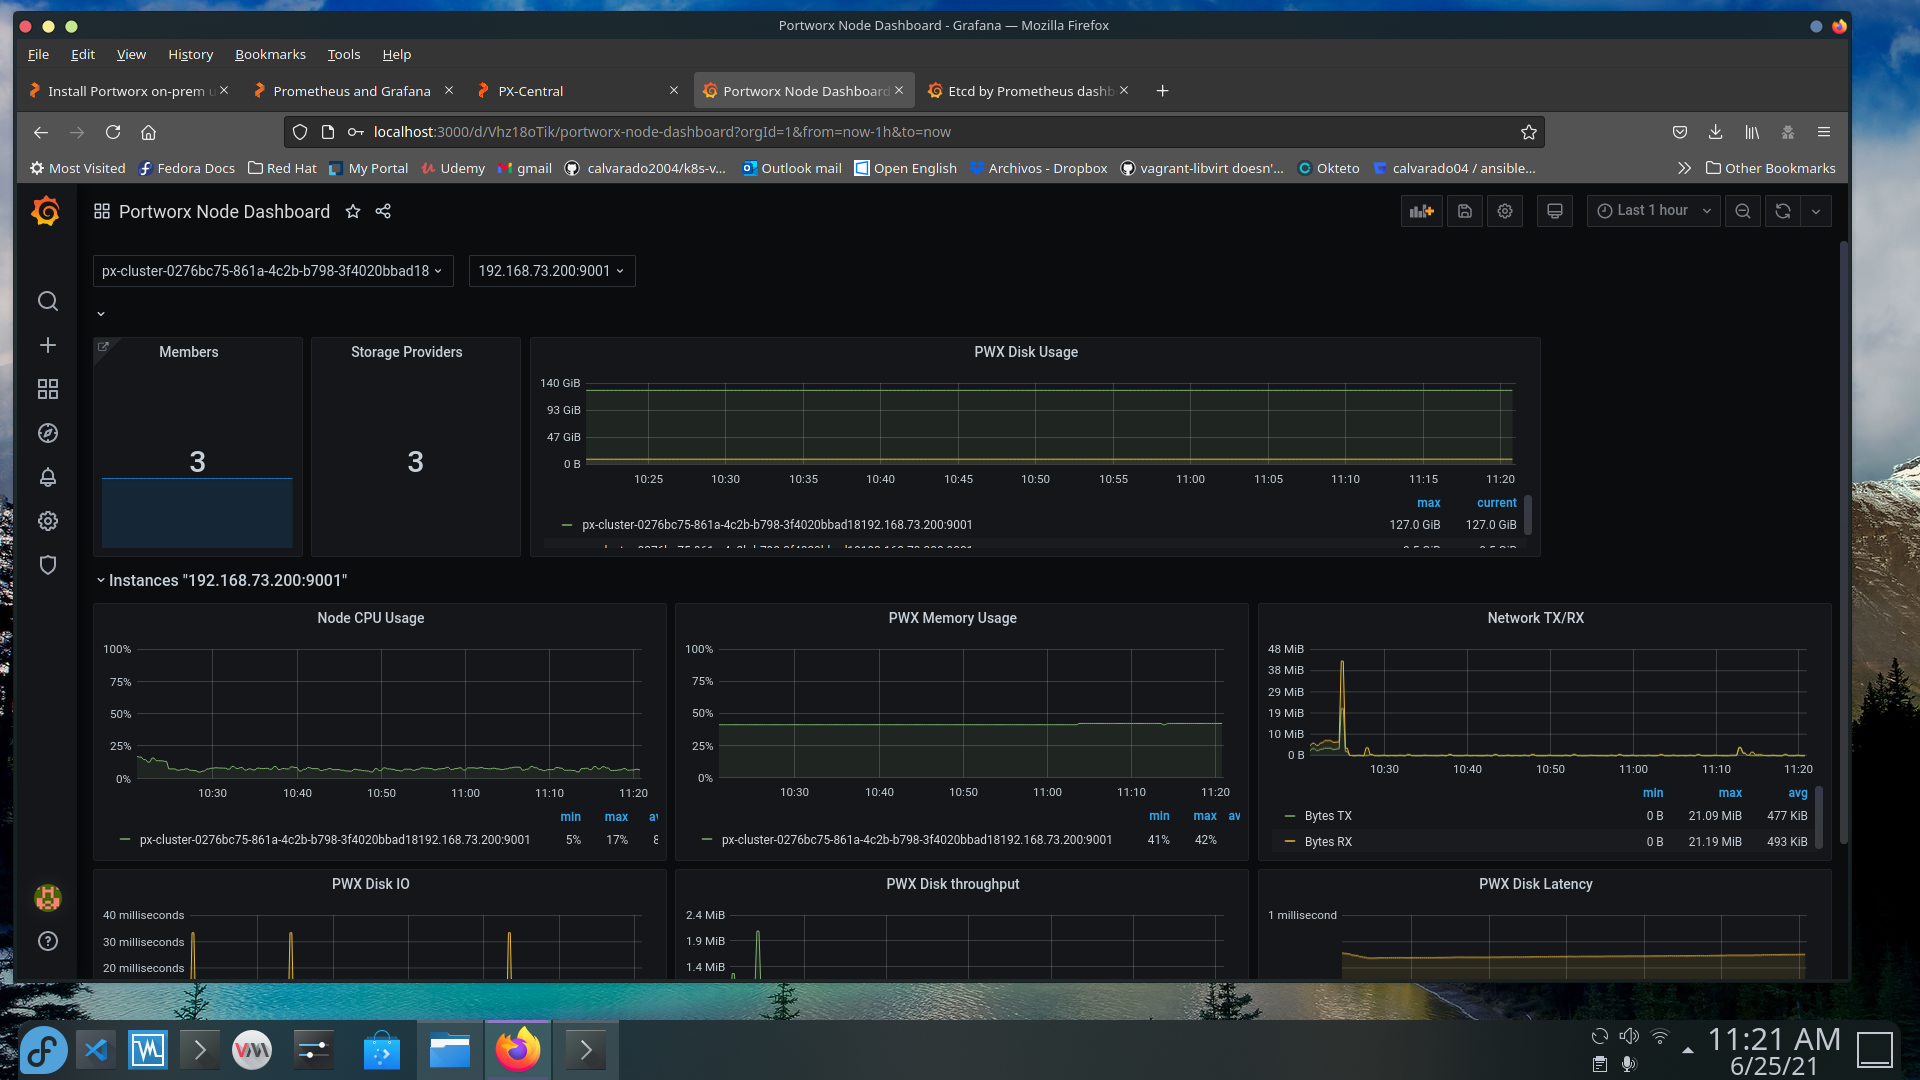 Portworx Node Dashboard - Grafana — Mozilla Firefox
File Edit View History Bookmarks Tools Help
Install Portworx on-prem u Prometheus and Grafana PX-Central Portworx Node Dashboard Etcd by Prometheus dashb
localhost:3000/d/Vhz18oTik/portworx-node-dashboard?orgId=1&from=now-1h&to=now
Most Visited Fedora Docs Red Hat My Portal Udemy gmail calvarado2004/k8s-v... Outlook mail Open English Archivos - Dropbox vagrant-libvirt doesn'... Okteto calvarado04 / ansible... Other Bookmarks
Portworx Node Dashboard Last 1 hour
px-cluster-0276bc75-861a-4c2b-b798-3f4020bbad18 192.168.73.200:9001
Members Storage Providers PWX Disk Usage
3 3
140 GiB
93 GiB
47 GiB
0 B
10:25 10:30 10:35 10:40 10:45 10:50 10:55 11:00 11:05 11:10 11:15 11:20
max current
px-cluster-0276bc75-861a-4c2b-b798-3f4020bbad18192.168.73.200:9001 127.0 GiB 127.0 GiB
Instances "192.168.73.200:9001"
Node CPU Usage
100%
75%
50%
25%
0%
10:30 10:40 10:50 11:00 11:10 11:20
min max av
px-cluster-0276bc75-861a-4c2b-b798-3f4020bbad18192.168.73.200:9001 5% 17% 8
PWX Memory Usage
100%
75%
50%
25%
0%
10:30 10:40 10:50 11:00 11:10 11:20
min max av
px-cluster-0276bc75-861a-4c2b-b798-3f4020bbad18192.168.73.200:9001 41% 42%
Network TX/RX
48 MiB
38 MiB
29 MiB
19 MiB
10 MiB
0 B
10:30 10:40 10:50 11:00 11:10 11:20
min max avg
Bytes TX 0 B 21.09 MiB 477 KiB
Bytes RX 0 B 21.19 MiB 493 KiB
PWX Disk IO
40 milliseconds
30 milliseconds
20 milliseconds
PWX Disk throughput
2.4 MiB
1.9 MiB
1.4 MiB
PWX Disk Latency
1 millisecond
11:21 AM
6/25/21